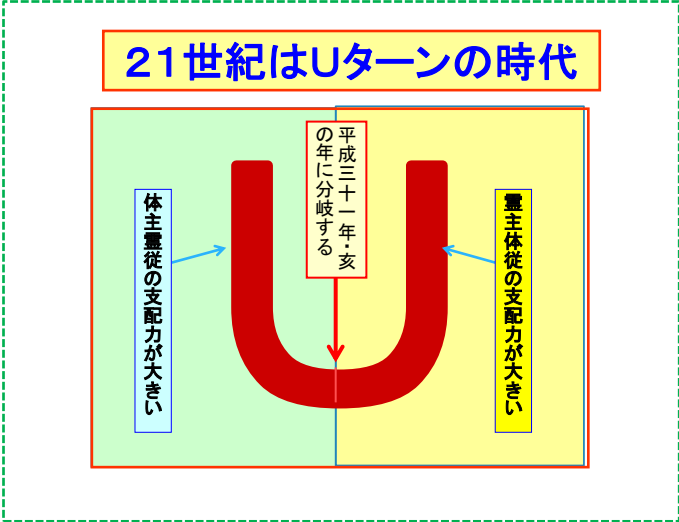 21世紀はUターンの時代
体主霊従の支配力が大きい
平成三十一年・亥
の年に分岐する
U
霊主体従の支配力が大きい